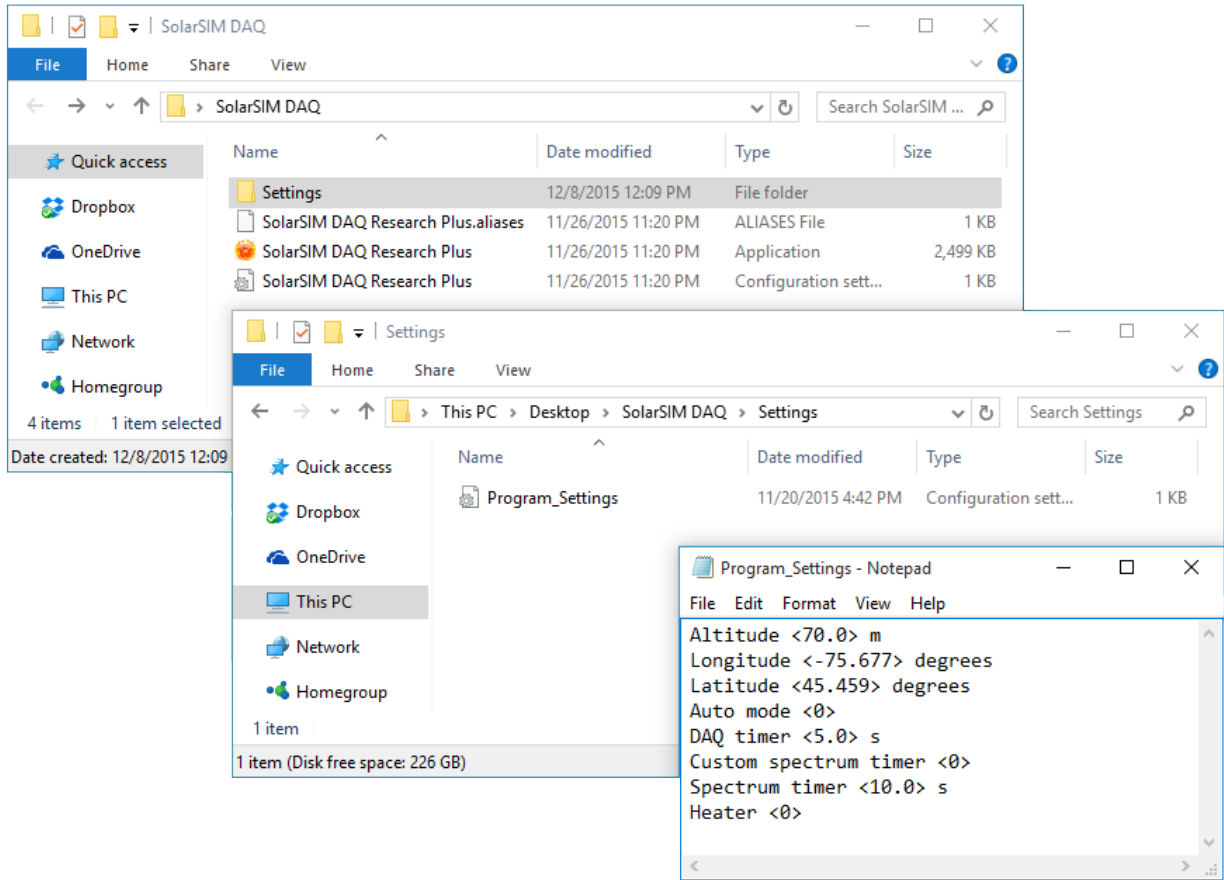 SolarSIM DAQ
File Home Share View
SolarSIM DAQ Search SolarSIM ...
Name Date modified Type Size
Quick access
Dropbox
OneDrive
This PC
Network
Homegroup
Settings 12/8/2015 12:09 PM File folder
SolarSIM DAQ Research Plus.aliases 11/26/2015 11:20 PM ALIASES File 1 KB
SolarSIM DAQ Research Plus 11/26/2015 11:20 PM Application 2,499 KB
SolarSIM DAQ Research Plus 11/26/2015 11:20 PM Configuration sett... 1 KB
4 items 1 item selected
Date created: 12/8/2015 12:09
Settings
File Home Share View
This PC > Desktop > SolarSIM DAQ > Settings Search Settings
Name Date modified Type Size
Quick access
Dropbox
OneDrive
This PC
Network
Homegroup
Program_Settings 11/20/2015 4:42 PM Configuration sett... 1 KB
1 item
1 item (Disk free space: 226 GB)
Program_Settings - Notepad
File Edit Format View Help
Altitude <70.0> m
Longitude <-75.677> degrees
Latitude <45.459> degrees
Auto mode <0>
DAQ timer <5.0> s
Custom spectrum timer <0>
Spectrum timer <10.0> s
Heater <0>